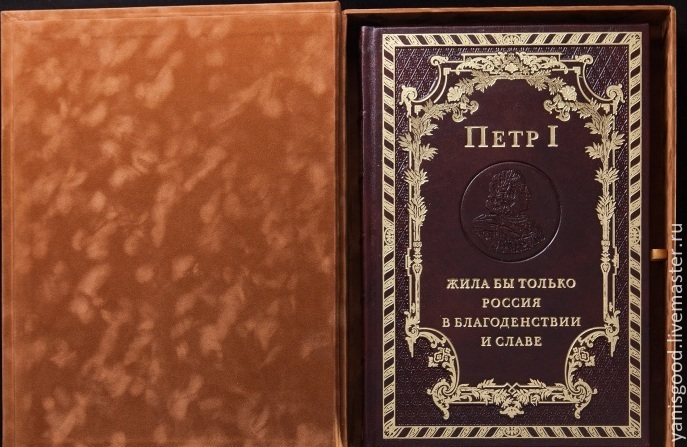 ПЕТР I
ЖИЛА БЫ ТОЛЬКО
РОССИЯ
В БЛАГОДЕНСТВИИ
И СЛАВЕ
yanisgood.livemaster.ru